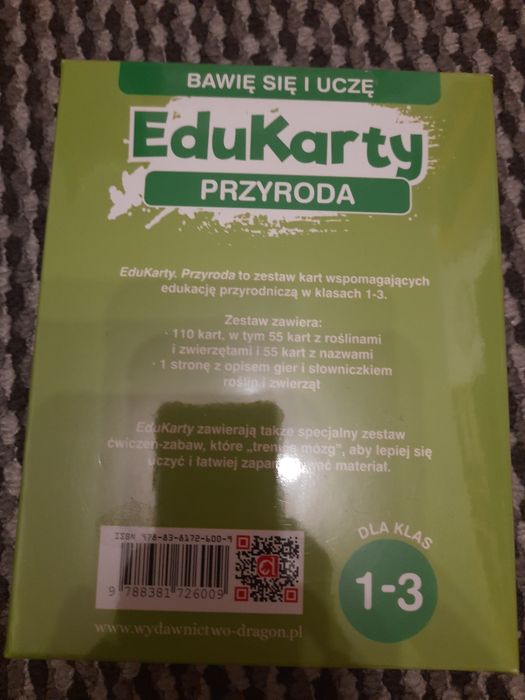 BAWIĘ SIĘ I UCZĘ
EduKarty
PRZYRODA
EduKarty. Przyroda to zestaw kart wspomagających
edukację przyrodniczą w klasach 1-3.
Zestaw zawiera:
· 110 kart, w tym 55 kart z roślinami
i zwierzętami i 55 kart z nazwami
· 1 stronę z opisem gier i słowniczkiem
roślin i zwierząt
EduKarty zawierają także specjalny zestaw
ćwiczeń-zabaw, które „trenują mózg”, aby lepiej się
uczyć i łatwiej zapamiętywać materiał.
ISBN 978-83-8172-600-9
9 788381 726009
www.wydawnictwo-dragon.pl
DLA KLAS
1-3